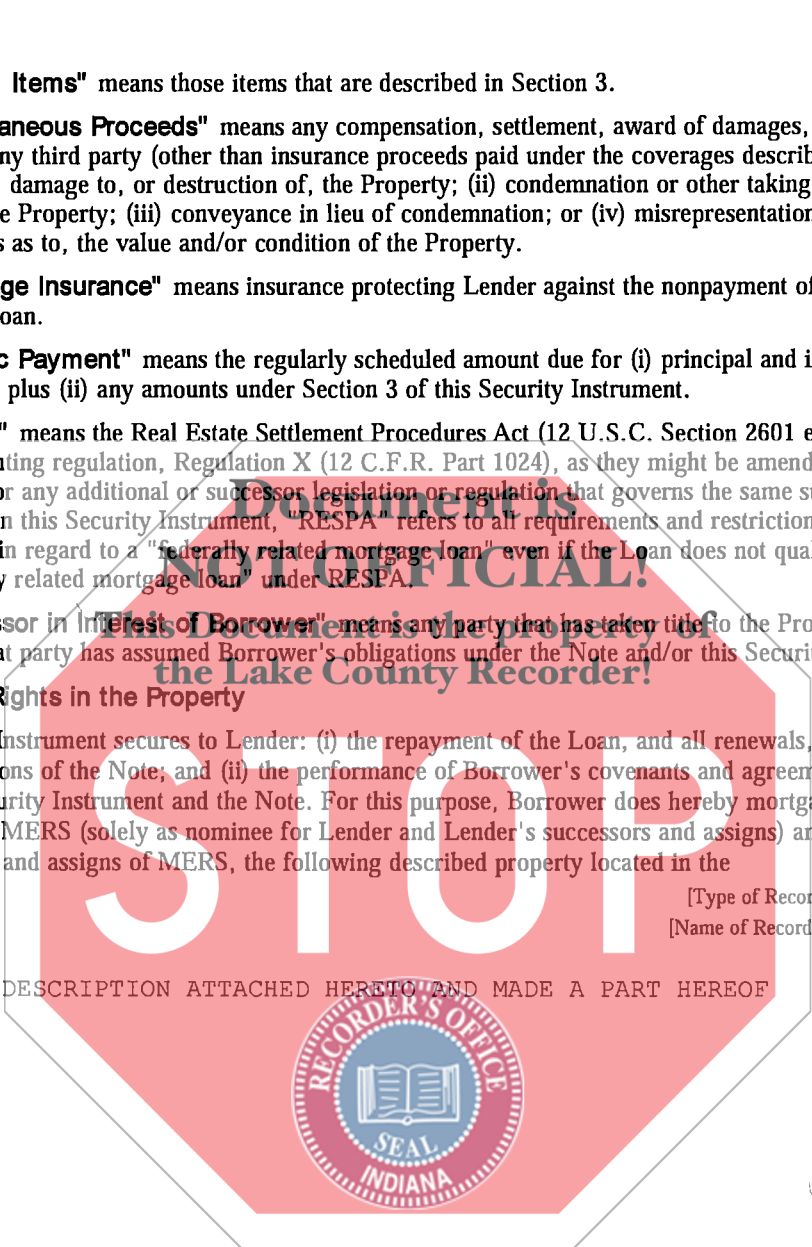 Items" means those items that are described in Section 3.
aneous Proceeds" means any compensation, settlement, award of damages,
ny third party (other than insurance proceeds paid under the coverages describ
damage to, or destruction of, the Property; (ii) condemnation or other taking
e Property; (iii) conveyance in lieu of condemnation; or (iv) misrepresentation
s as to, the value and/or condition of the Property.
ge Insurance" means insurance protecting Lender against the nonpayment of
oan.
c Payment" means the regularly scheduled amount due for (i) principal and i
plus (ii) any amounts under Section 3 of this Security Instrument.
" means the Real Estate Settlement Procedures Act (12 U.S.C. Section 2601 e
ting regulation, Regulation X (12 C.F.R. Part 1024), as they might be amend
or any additional or successor legislation or regulation that governs the same s
Document is
n this Security Instrument, "RESPA" refers to all requirements and restriction
in regard to a "federally related mortgage loan" even if the Loan does not qual
NOT OFFICIAL!
y related mortgage loan" under RESPA.
ssor in Interest of Borrower" means any party that has taken title to the Pro
This Document is the property of
at party has assumed Borrower's obligations under the Note and/or this Securi
the Lake County Recorder!
Rights in the Property
Instrument secures to Lender: (i) the repayment of the Loan, and all renewals,
ons of the Note; and (ii) the performance of Borrower's covenants and agreem
urity Instrument and the Note. For this purpose, Borrower does hereby mortga
MERS (solely as nominee for Lender and Lender's successors and assigns) an
and assigns of MERS, the following described property located in the
STOP
[Type of Recor
[Name of Record
DESCRIPTION ATTACHED HERETO AND MADE A PART HEREOF
RECORDER'S OFFICE
SEAL
INDIANA